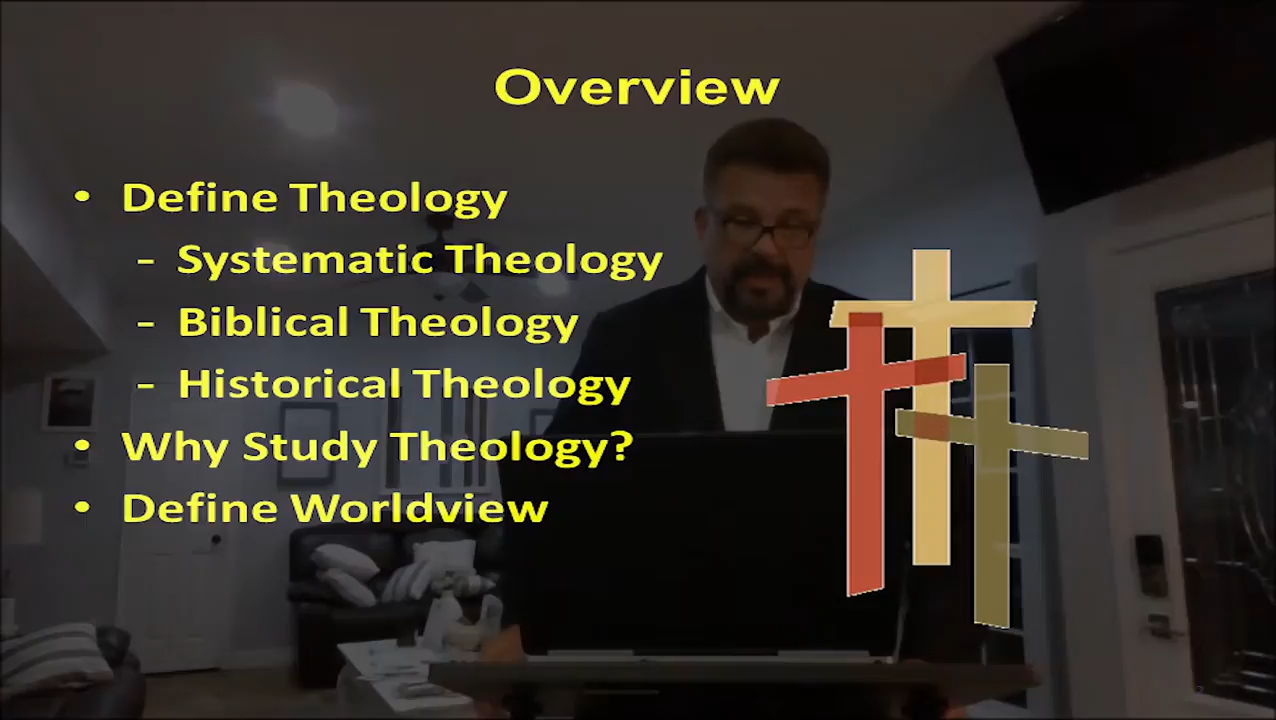 Overview
• Define Theology
- Systematic Theology
- Biblical Theology
- Historical Theology
• Why Study Theology?
• Define Worldview